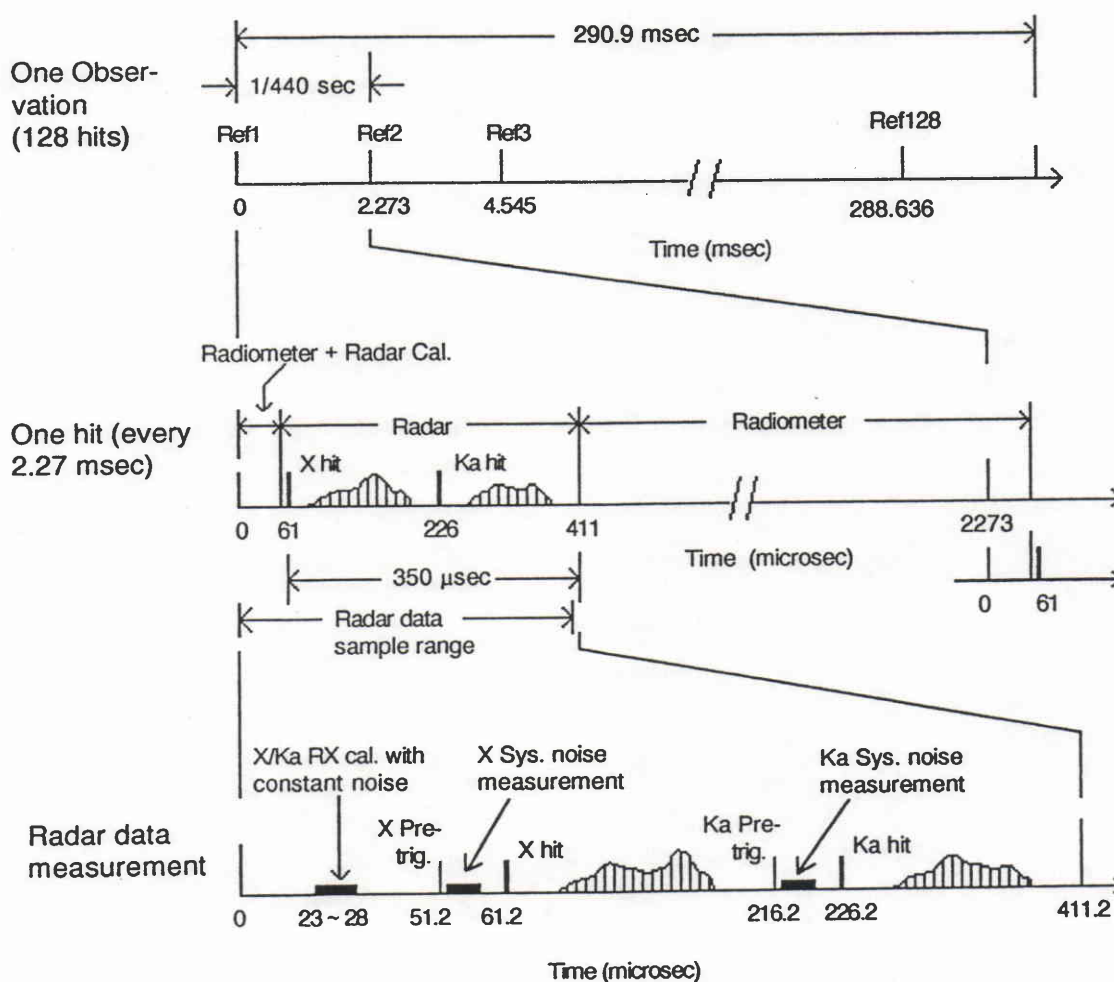 290.9 msec
One Obser-
vation
(128 hits)
1/440 sec
Ref1
Ref2
Ref3
Ref128
0
2.273
4.545
288.636
Time (msec)
Radiometer + Radar Cal.
One hit (every
2.27 msec)
Radar
Radiometer
X hit
Ka hit
0
61
226
411
2273
Time (microsec)
350 µsec
0
61
Radar data
sample range
X/Ka RX cal. with
constant noise
X Sys. noise
measurement
Ka Sys. noise
measurement
Radar data
measurement
X Pre-
trig.
X hit
Ka Pre-
trig.
Ka hit
0
23 ~ 28
51.2
61.2
216.2
226.2
411.2
Time (microsec)